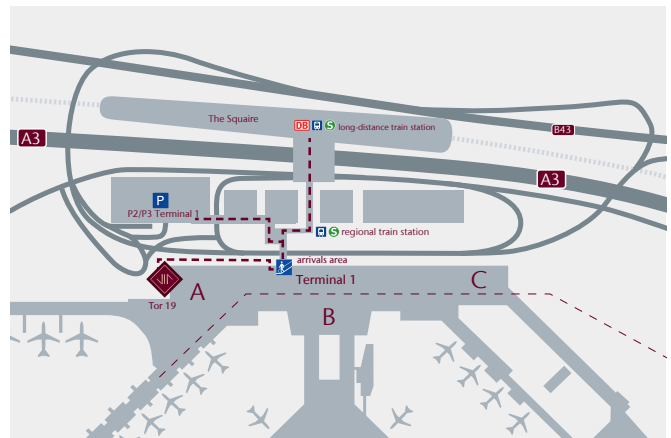 The Squaire
DB S long-distance train station
B43
A3
A3
P
P2/P3 Terminal 1
S regional train station
arrivals area
Terminal 1
A
C
Tor 19
B